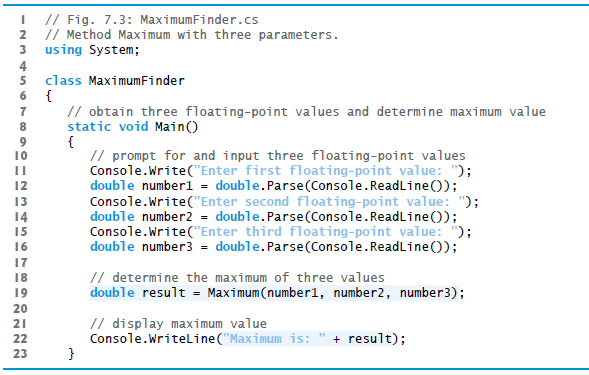 1 // Fig. 7.3: MaximumFinder.cs
2 // Method Maximum with three parameters.
3 using System;
4
5 class MaximumFinder
6 {
7 // obtain three floating-point values and determine maximum value
8 static void Main()
9 {
10 // prompt for and input three floating-point values
11 Console.Write("Enter first floating-point value: ");
12 double number1 = double.Parse(Console.ReadLine());
13 Console.Write("Enter second floating-point value: ");
14 double number2 = double.Parse(Console.ReadLine());
15 Console.Write("Enter third floating-point value: ");
16 double number3 = double.Parse(Console.ReadLine());
17
18 // determine the maximum of three values
19 double result = Maximum(number1, number2, number3);
20
21 // display maximum value
22 Console.WriteLine("Maximum is: " + result);
23 }